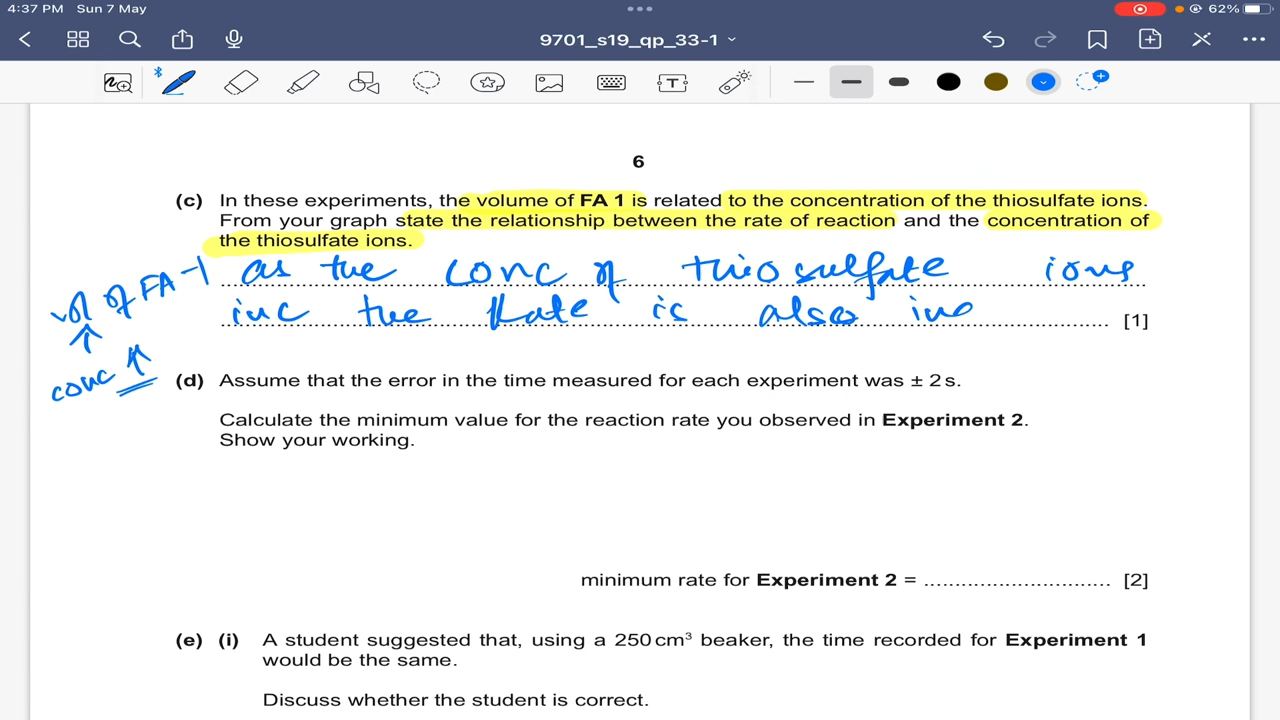 4:37 PM Sun 7 May
62%
9701_s19_qp_33-1
6
(c) In these experiments, the volume of FA 1 is related to the concentration of the thiosulfate ions.
From your graph state the relationship between the rate of reaction and the concentration of
the thiosulfate ions.
vol of FA-1
as the conc of thiosulfate ions
inc the Rate is also inc
[1]
↑
conc ↑
(d) Assume that the error in the time measured for each experiment was ± 2 s.
Calculate the minimum value for the reaction rate you observed in Experiment 2.
Show your working.
minimum rate for Experiment 2 = .............................. [2]
(e) (i) A student suggested that, using a 250 cm³ beaker, the time recorded for Experiment 1
would be the same.
Discuss whether the student is correct.